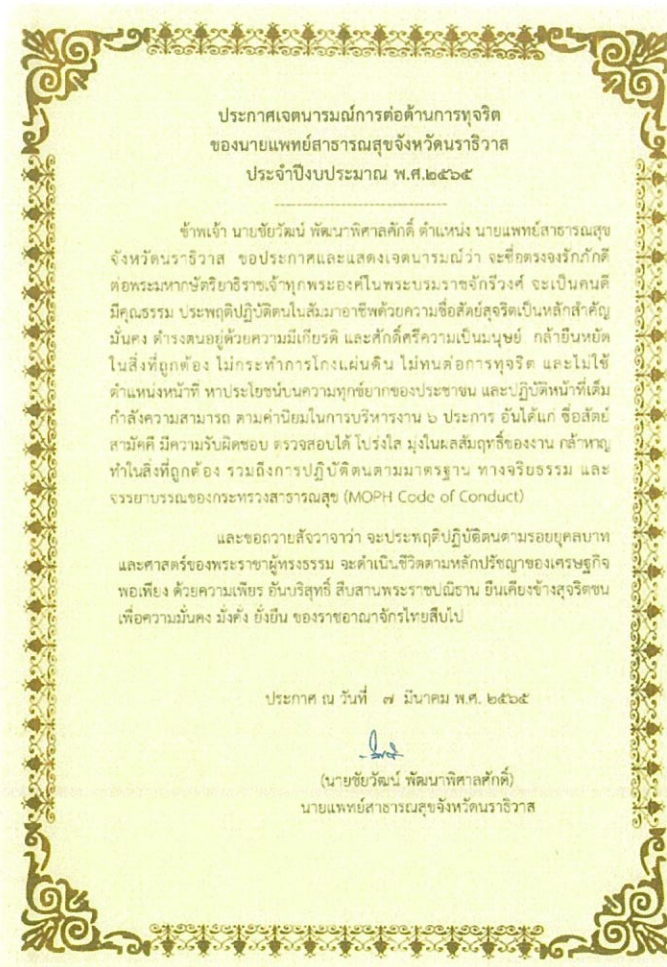 ประกาศเจตนารมณ์การต่อต้านการทุจริต
ของนายแพทย์สาธารณสุขจังหวัดนราธิวาส
ประจำปีงบประมาณ พ.ศ.๒๕๖๕
ข้าพเจ้า นายชัยวัฒน์ พัฒนาพิศาลศักดิ์ ตำแหน่ง นายแพทย์สาธารณสุข
จังหวัดนราธิวาส ขอประกาศและแสดงเจตนารมณ์ว่า จะซื่อตรงจงรักภักดี
ต่อพระมหากษัตริยาธิราชเจ้าทุกพระองค์ในพระบรมราชจักรีวงศ์ จะเป็นคนดี
มีคุณธรรม ประพฤติปฏิบัติตนในสัมมาอาชีพด้วยความซื่อสัตย์สุจริตเป็นหลักสำคัญ
มั่นคง ดำรงตนอยู่ด้วยความมีเกียรติ และศักดิ์ศรีความเป็นมนุษย์ กล้ายืนหยัด
ในสิ่งที่ถูกต้อง ไม่กระทำการโกงแผ่นดิน ไม่ทนต่อการทุจริต และไม่ใช้
ตำแหน่งหน้าที่ หาประโยชน์บนความทุกข์ยากของประชาชน และปฏิบัติหน้าที่เต็ม
กำลังความสามารถ ตามค่านิยมในการบริหารงาน ๖ ประการ อันได้แก่ ซื่อสัตย์
สามัคคี มีความรับผิดชอบ ตรวจสอบได้ โปร่งใส มุ่งในผลสัมฤทธิ์ของงาน กล้าหาญ
ทำในสิ่งที่ถูกต้อง รวมถึงการปฏิบัติตนตามมาตรฐาน ทางจริยธรรม และ
จรรยาบรรณของกระทรวงสาธารณสุข (MOPH Code of Conduct)
และขอถวายสัจวาจาว่า จะประพฤติปฏิบัติตนตามรอยยุคลบาท
และศาสตร์ของพระราชาผู้ทรงธรรม จะดำเนินชีวิตตามหลักปรัชญาของเศรษฐกิจ
พอเพียง ด้วยความเพียร อันบริสุทธิ์ สืบสานพระราชปณิธาน ยืนเคียงข้างสุจริตชน
เพื่อความมั่นคง มั่งคั่ง ยั่งยืน ของราชอาณาจักรไทยสืบไป
ประกาศ ณ วันที่ ๗ มีนาคม พ.ศ. ๒๕๖๕
(นายชัยวัฒน์ พัฒนาพิศาลศักดิ์)
นายแพทย์สาธารณสุขจังหวัดนราธิวาส